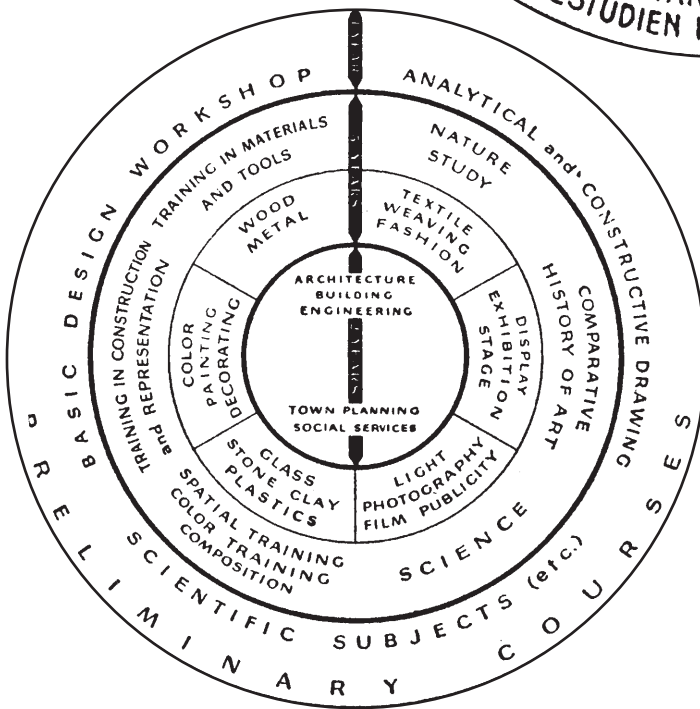 ESTUDIEN
BASIC DESIGN WORKSHOP
ANALYTICAL and CONSTRUCTIVE DRAWING
SCIENTIFIC SUBJECTS (etc.)
PRELIMINARY COURSES
TRAINING IN MATERIALS
AND TOOLS
NATURE
STUDY
COMPARATIVE
HISTORY OF ART
SCIENCE
SPATIAL TRAINING
COLOR TRAINING
COMPOSITION
TRAINING IN CONSTRUCTION
and REPRESENTATION
WOOD
METAL
TEXTILE
WEAVING
FASHION
DISPLAY
EXHIBITION
STAGE
LIGHT
PHOTOGRAPHY
FILM PUBLICITY
GLASS
STONE CLAY
PLASTICS
COLOR
PAINTING
DECORATING
ARCHITECTURE
BUILDING
ENGINEERING
TOWN PLANNING
SOCIAL SERVICES